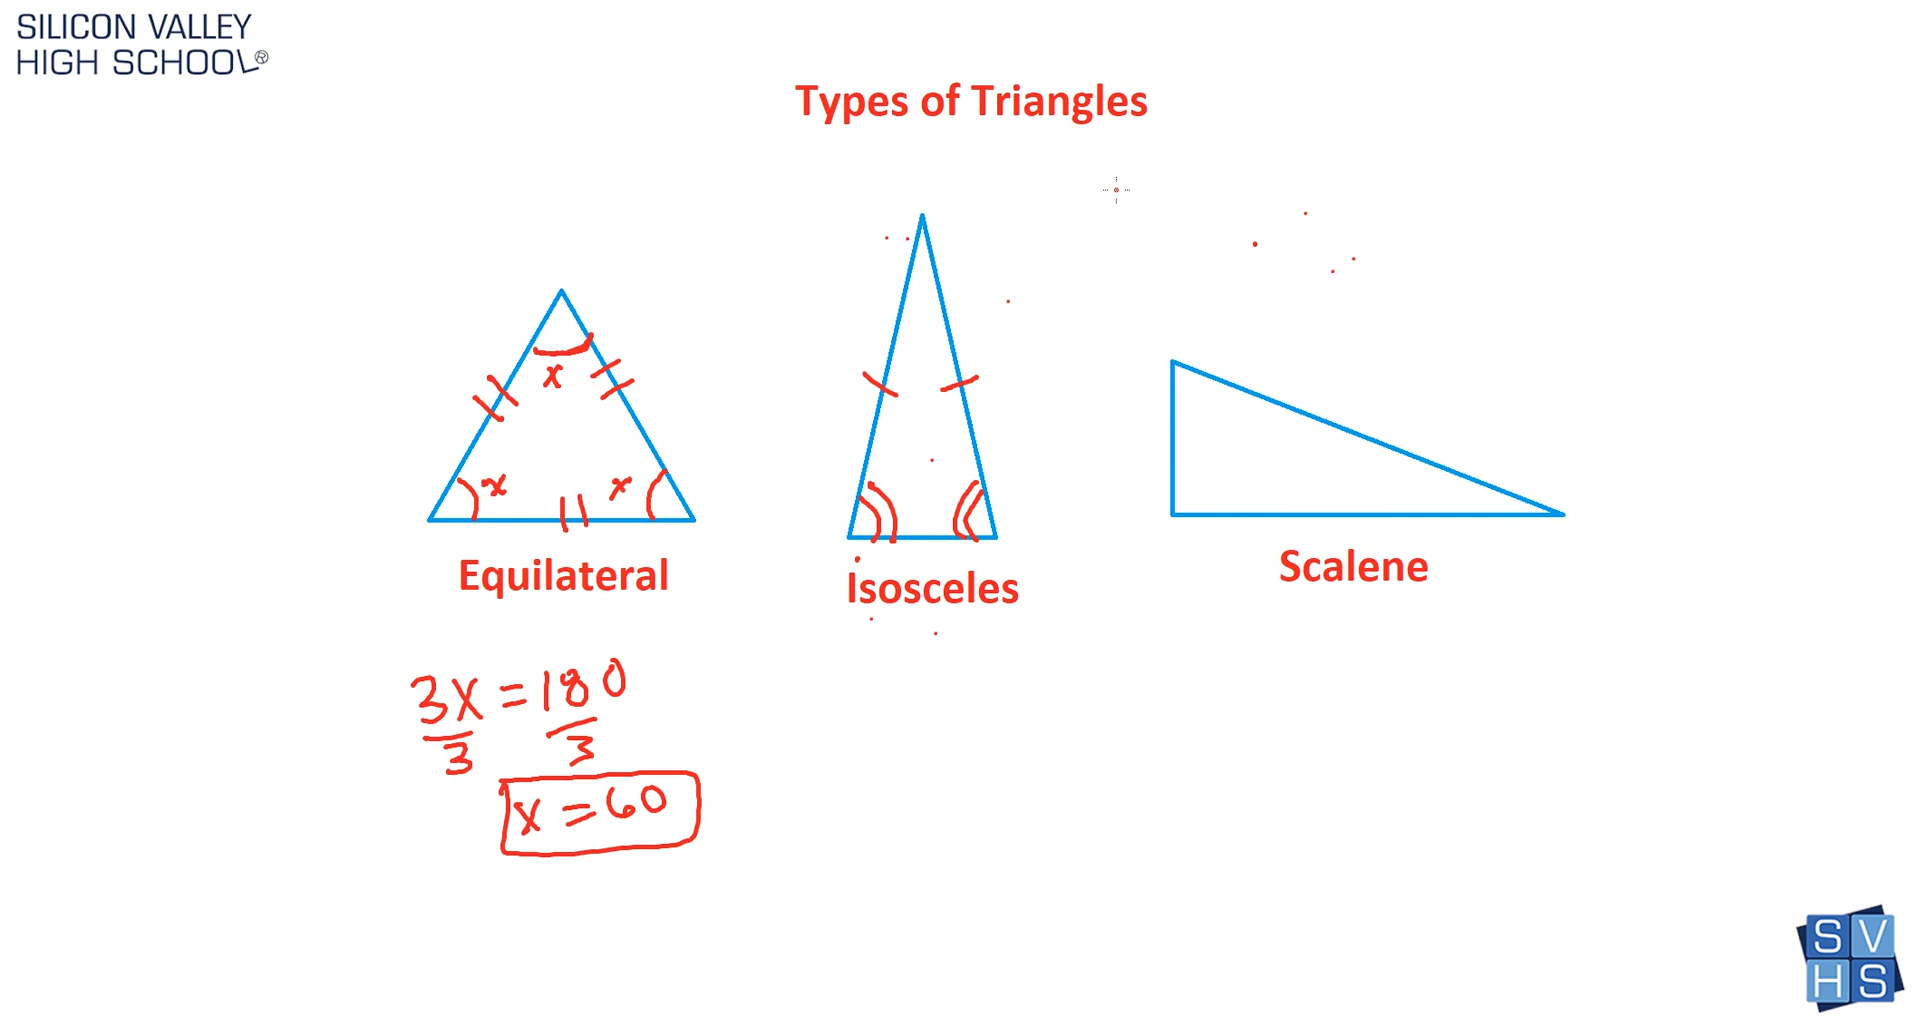 SILICON VALLEY
HIGH SCHOOL®
Types of Triangles
x
x x
Equilateral
Isosceles
Scalene
3x = 180
3 3
x = 60
S V
H S